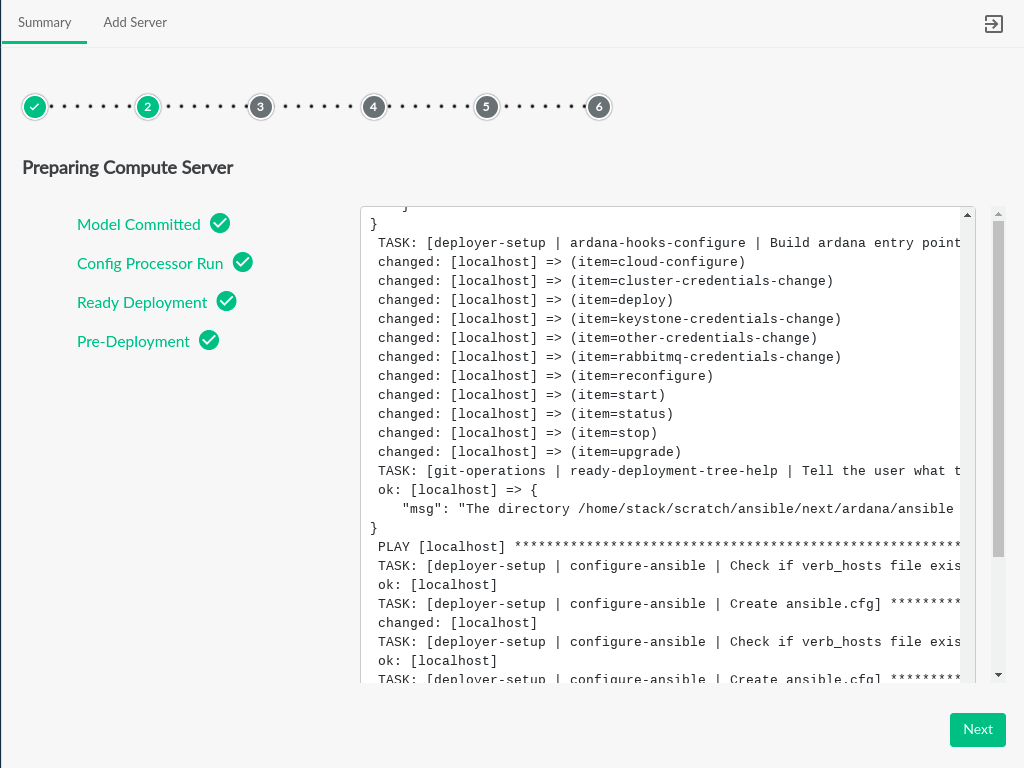 Summary Add Server
2 3 4 5 6
Preparing Compute Server
Model Committed
Config Processor Run
Ready Deployment
Pre-Deployment
}
}
TASK: [deployer-setup | ardana-hooks-configure | Build ardana entry point
changed: [localhost] => (item=cloud-configure)
changed: [localhost] => (item=cluster-credentials-change)
changed: [localhost] => (item=deploy)
changed: [localhost] => (item=keystone-credentials-change)
changed: [localhost] => (item=other-credentials-change)
changed: [localhost] => (item=rabbitmq-credentials-change)
changed: [localhost] => (item=reconfigure)
changed: [localhost] => (item=start)
changed: [localhost] => (item=status)
changed: [localhost] => (item=stop)
changed: [localhost] => (item=upgrade)
TASK: [git-operations | ready-deployment-tree-help | Tell the user what t
ok: [localhost] => {
"msg": "The directory /home/stack/scratch/ansible/next/ardana/ansible
}
PLAY [localhost] ********************************************************
TASK: [deployer-setup | configure-ansible | Check if verb_hosts file exis
ok: [localhost]
TASK: [deployer-setup | configure-ansible | Create ansible.cfg] *********
changed: [localhost]
TASK: [deployer-setup | configure-ansible | Check if verb_hosts file exis
ok: [localhost]
TASK: [deployer-setup | configure-ansible | Create ansible.cfg] *********
Next